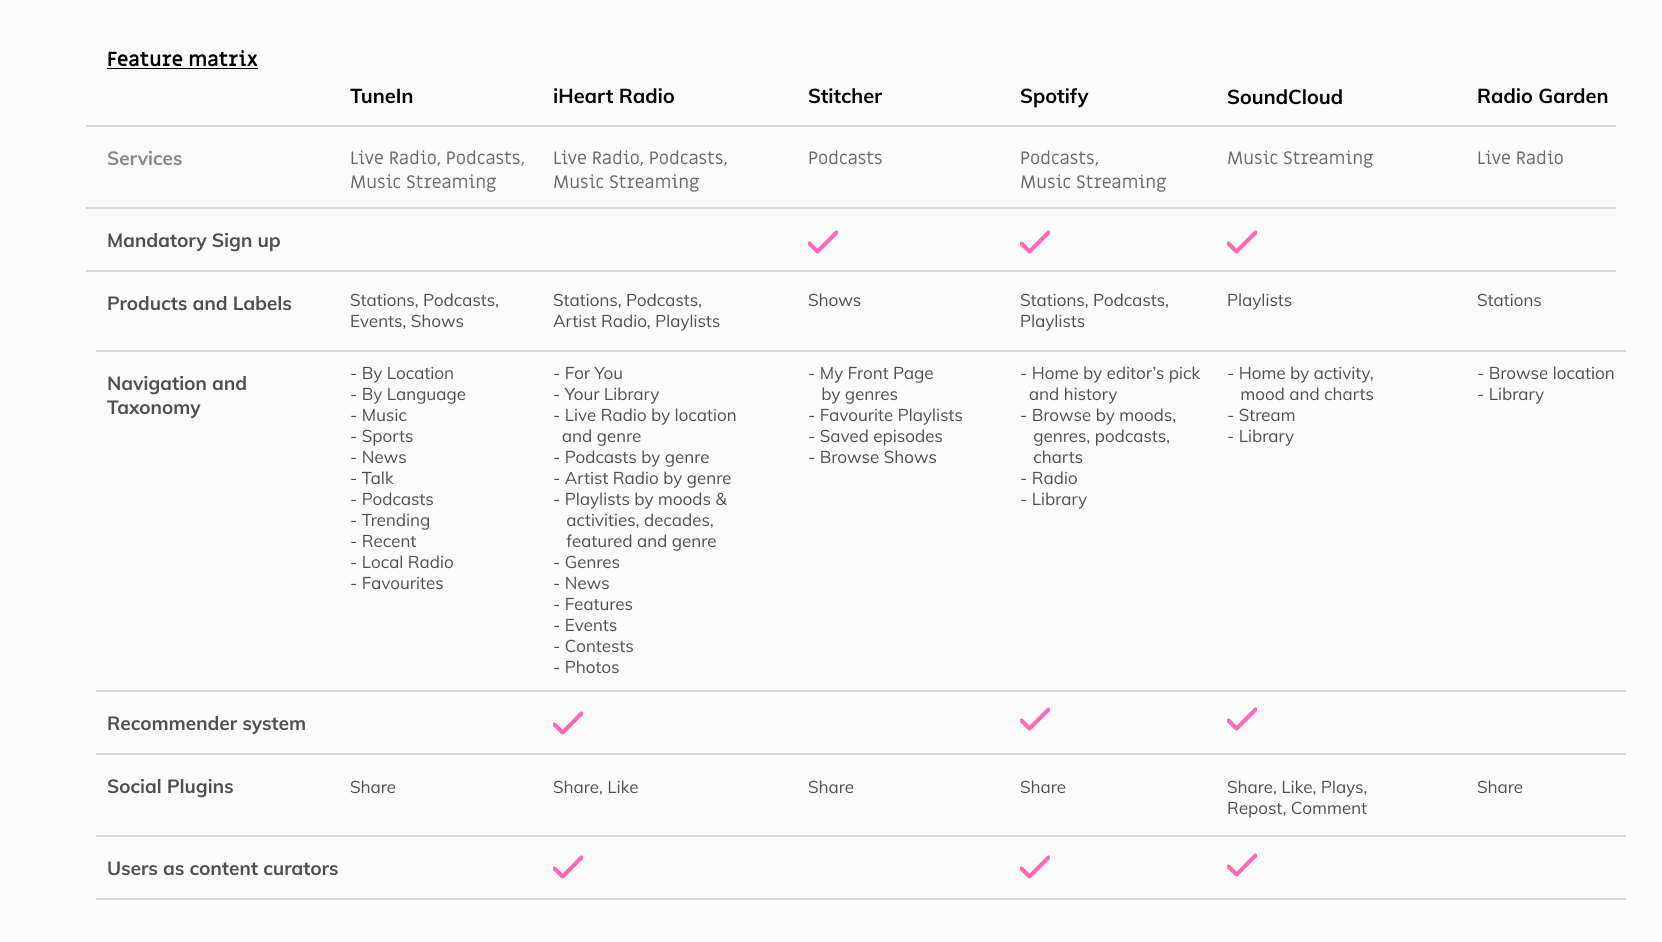 Feature matrix
TuneIn iHeart Radio Stitcher Spotify SoundCloud Radio Garden
Services
Live Radio, Podcasts,
Music Streaming
Live Radio, Podcasts,
Music Streaming
Podcasts
Podcasts,
Music Streaming
Music Streaming
Live Radio
Mandatory Sign up
Products and Labels
Stations, Podcasts,
Events, Shows
Stations, Podcasts,
Artist Radio, Playlists
Shows
Stations, Podcasts,
Playlists
Playlists
Stations
Navigation and
Taxonomy
- By Location
- By Language
- Music
- Sports
- News
- Talk
- Podcasts
- Trending
- Recent
- Local Radio
- Favourites
- For You
- Your Library
- Live Radio by location
and genre
- Podcasts by genre
- Artist Radio by genre
- Playlists by moods &
activities, decades,
featured and genre
- Genres
- News
- Features
- Events
- Contests
- Photos
- My Front Page
by genres
- Favourite Playlists
- Saved episodes
- Browse Shows
- Home by editor’s pick
and history
- Browse by moods,
genres, podcasts,
charts
- Radio
- Library
- Home by activity,
mood and charts
- Stream
- Library
- Browse location
- Library
Recommender system
Social Plugins
Share
Share, Like
Share
Share
Share, Like, Plays,
Repost, Comment
Share
Users as content curators